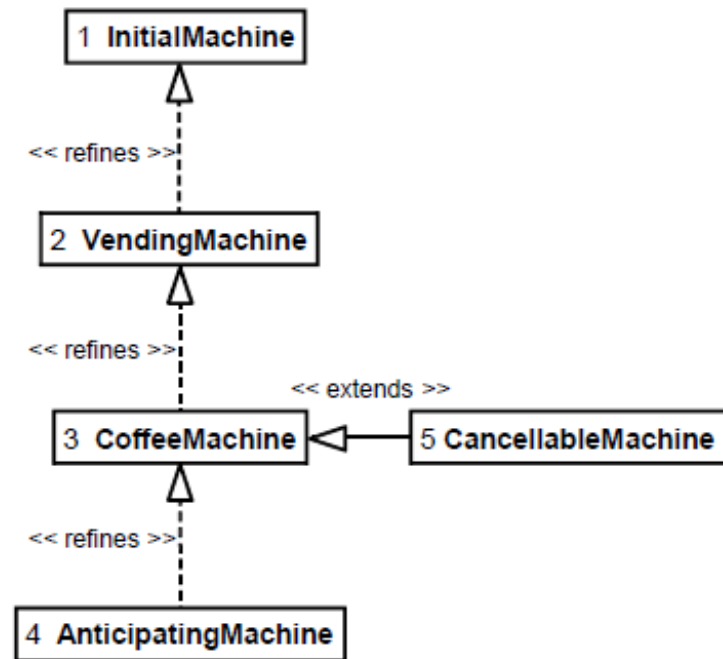 1 InitialMachine
<< refines >>
2 VendingMachine
<< refines >>
<< extends >>
3 CoffeeMachine
5 CancellableMachine
<< refines >>
4 AnticipatingMachine